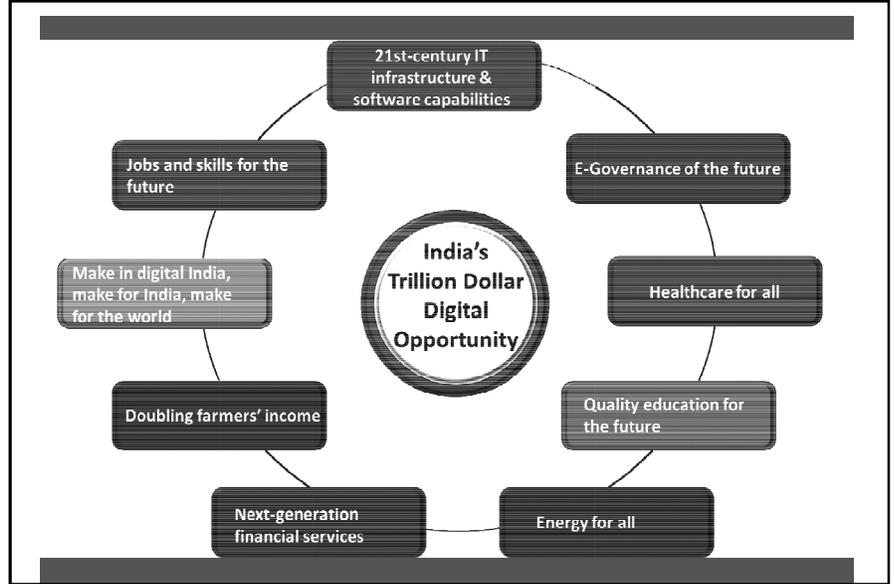 21st-century IT
infrastructure &
software capabilities
E-Governance of the future
Healthcare for all
Quality education for
the future
Energy for all
Next-generation
financial services
Doubling farmers’ income
Make in digital India,
make for India, make
for the world
Jobs and skills for the
future
India’s
Trillion Dollar
Digital
Opportunity